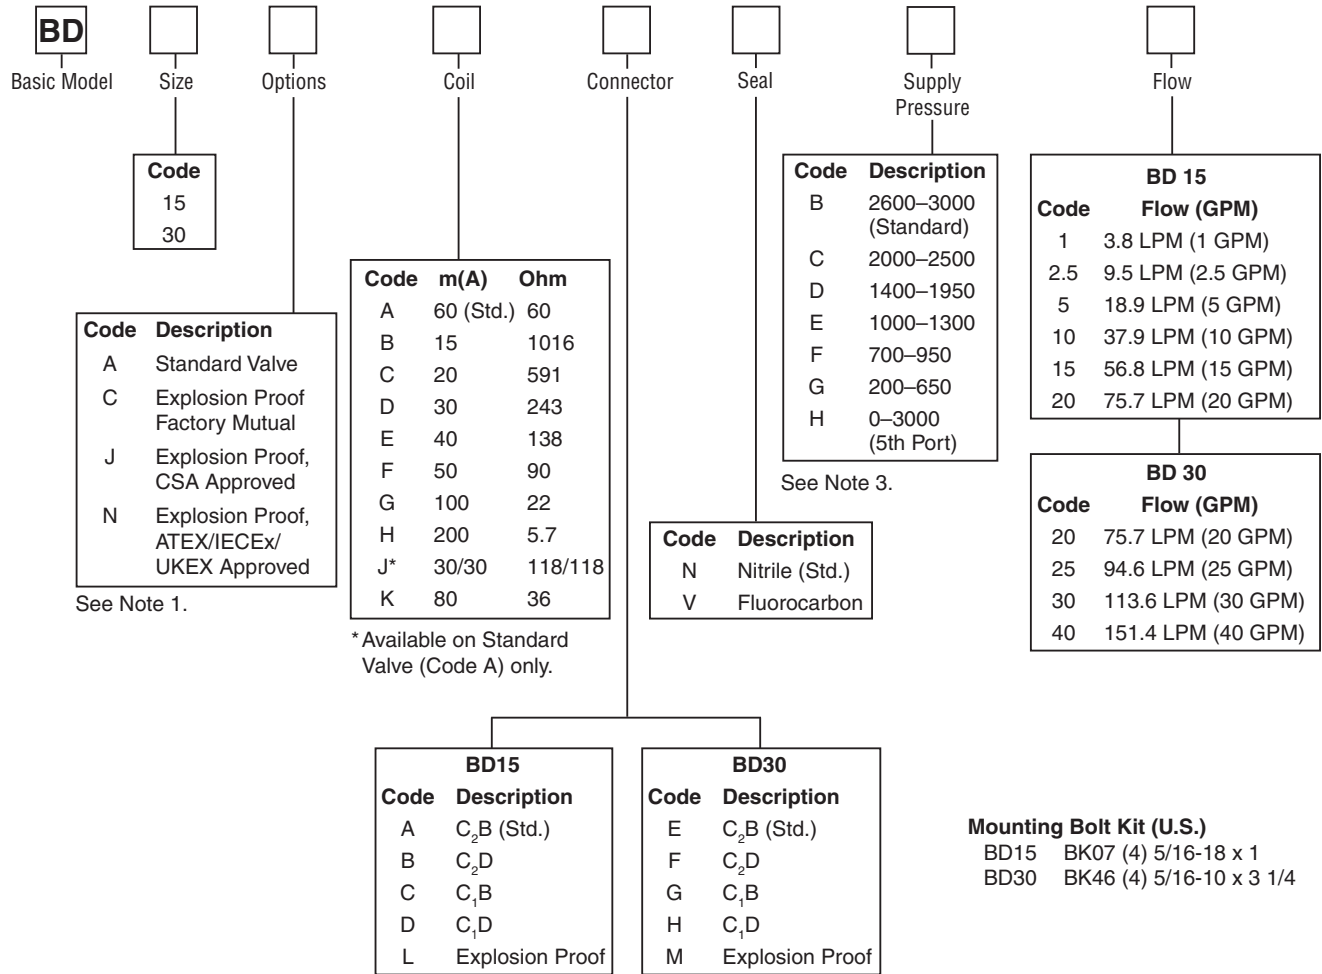 BD
Basic Model
Size
Options
Coil
Connector
Seal
Supply
Pressure
Flow
Code
15
30
Code Description
A Standard Valve
C Explosion Proof
Factory Mutual
J Explosion Proof,
CSA Approved
N Explosion Proof,
ATEX/IECEx/
UKEX Approved
See Note 1.
Code m(A) Ohm
A 60 (Std.) 60
B 15 1016
C 20 591
D 30 243
E 40 138
F 50 90
G 100 22
H 200 5.7
J* 30/30 118/118
K 80 36
*Available on Standard
Valve (Code A) only.
BD15
Code Description
A C₂B (Std.)
B C₂D
C C₁B
D C₁D
L Explosion Proof
BD30
Code Description
E C₂B (Std.)
F C₂D
G C₁B
H C₁D
M Explosion Proof
Code Description
N Nitrile (Std.)
V Fluorocarbon
Code Description
B 2600–3000
(Standard)
C 2000–2500
D 1400–1950
E 1000–1300
F 700–950
G 200–650
H 0–3000
(5th Port)
See Note 3.
BD 15
Code Flow (GPM)
1 3.8 LPM (1 GPM)
2.5 9.5 LPM (2.5 GPM)
5 18.9 LPM (5 GPM)
10 37.9 LPM (10 GPM)
15 56.8 LPM (15 GPM)
20 75.7 LPM (20 GPM)
BD 30
Code Flow (GPM)
20 75.7 LPM (20 GPM)
25 94.6 LPM (25 GPM)
30 113.6 LPM (30 GPM)
40 151.4 LPM (40 GPM)
Mounting Bolt Kit (U.S.)
BD15 BK07 (4) 5/16-18 x 1
BD30 BK46 (4) 5/16-10 x 3 1/4